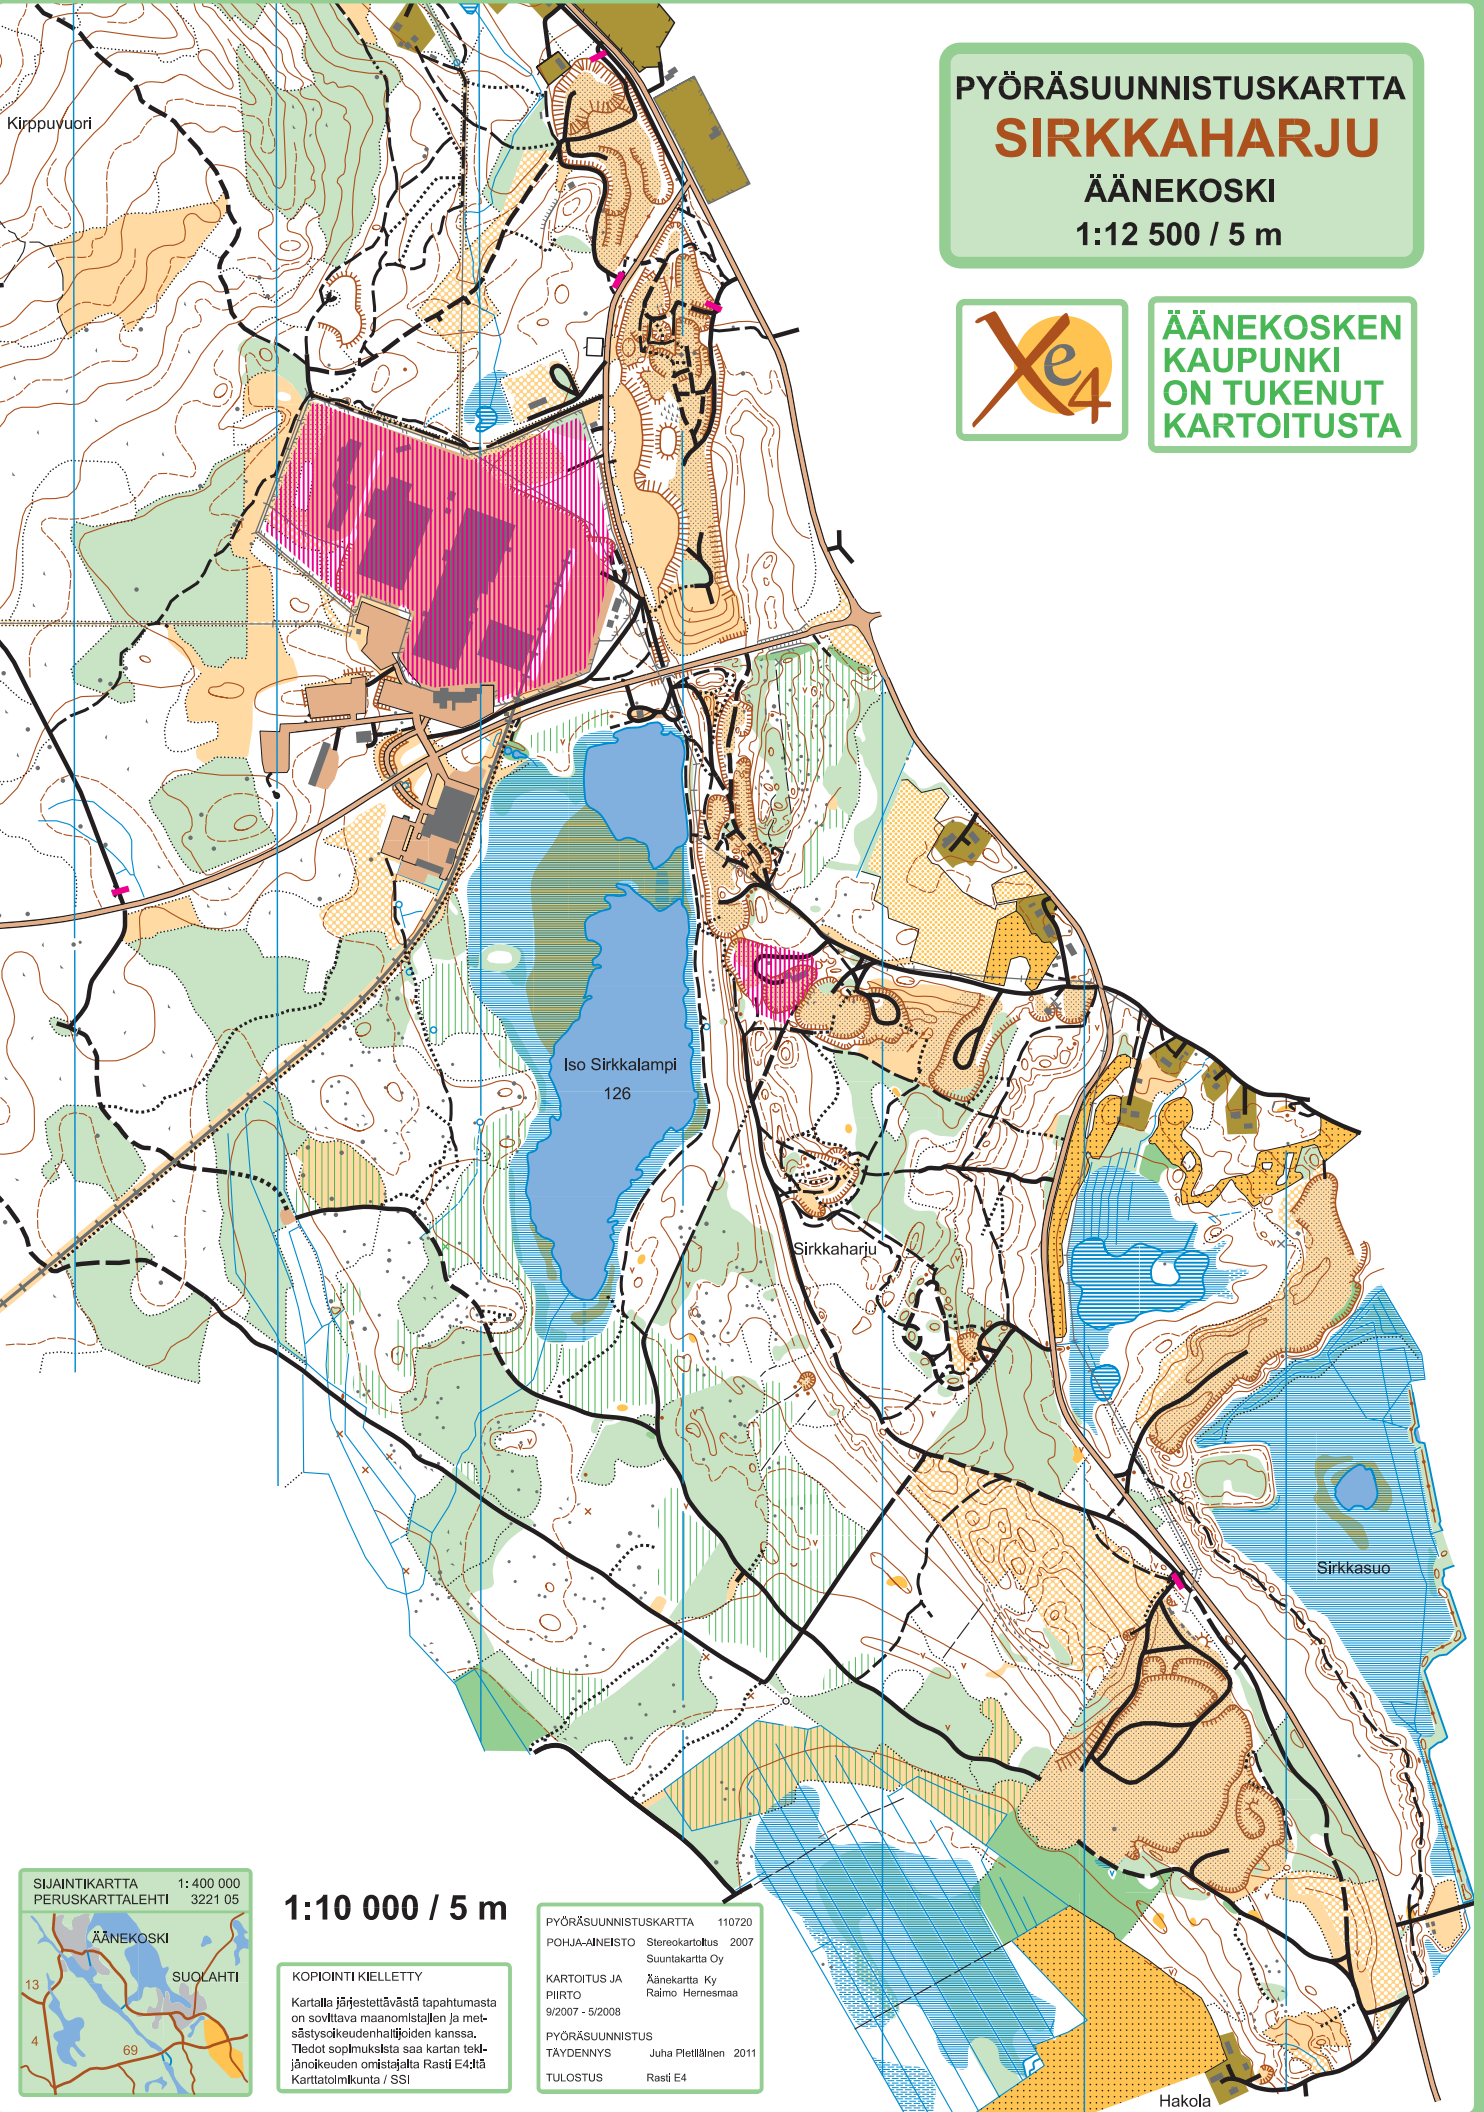 Kirppuvuori
PYÖRÄSUUNNISTUSKARTTA
SIRKKAHARJU
ÄÄNEKOSKI
1:12 500 / 5 m
Xe4
ÄÄNEKOSKEN
KAUPUNKI
ON TUKENUT
KARTOITUSTA
Iso Sirkkalampi
126
Sirkkaharju
Sirkkasuo
Hakola
SIJAINTIKARTTA 1: 400 000
PERUSKARTTALEHTI 3221 05
ÄÄNEKOSKI
SUOLAHTI
13
4
69
1:10 000 / 5 m
KOPIOINTI KIELLETTY
Kartalla järjestettävästä tapahtumasta
on sovittava maanomistajien ja met-
sästysoikeudenhaltijoiden kanssa.
Tiedot sopimuksista saa kartan teki-
jänoikeuden omistajalta Rasti E4:ltä
Karttatoimikunta / SSI
PYÖRÄSUUNNISTUSKARTTA 110720
POHJA-AINEISTO Stereokartoitus 2007
Suuntakartta Oy
KARTOITUS JA Äänekartta Ky
PIIRTO Raimo Hernesmaa
9/2007 - 5/2008
PYÖRÄSUUNNISTUS
TÄYDENNYS Juha Pietiläinen 2011
TULOSTUS Rasti E4